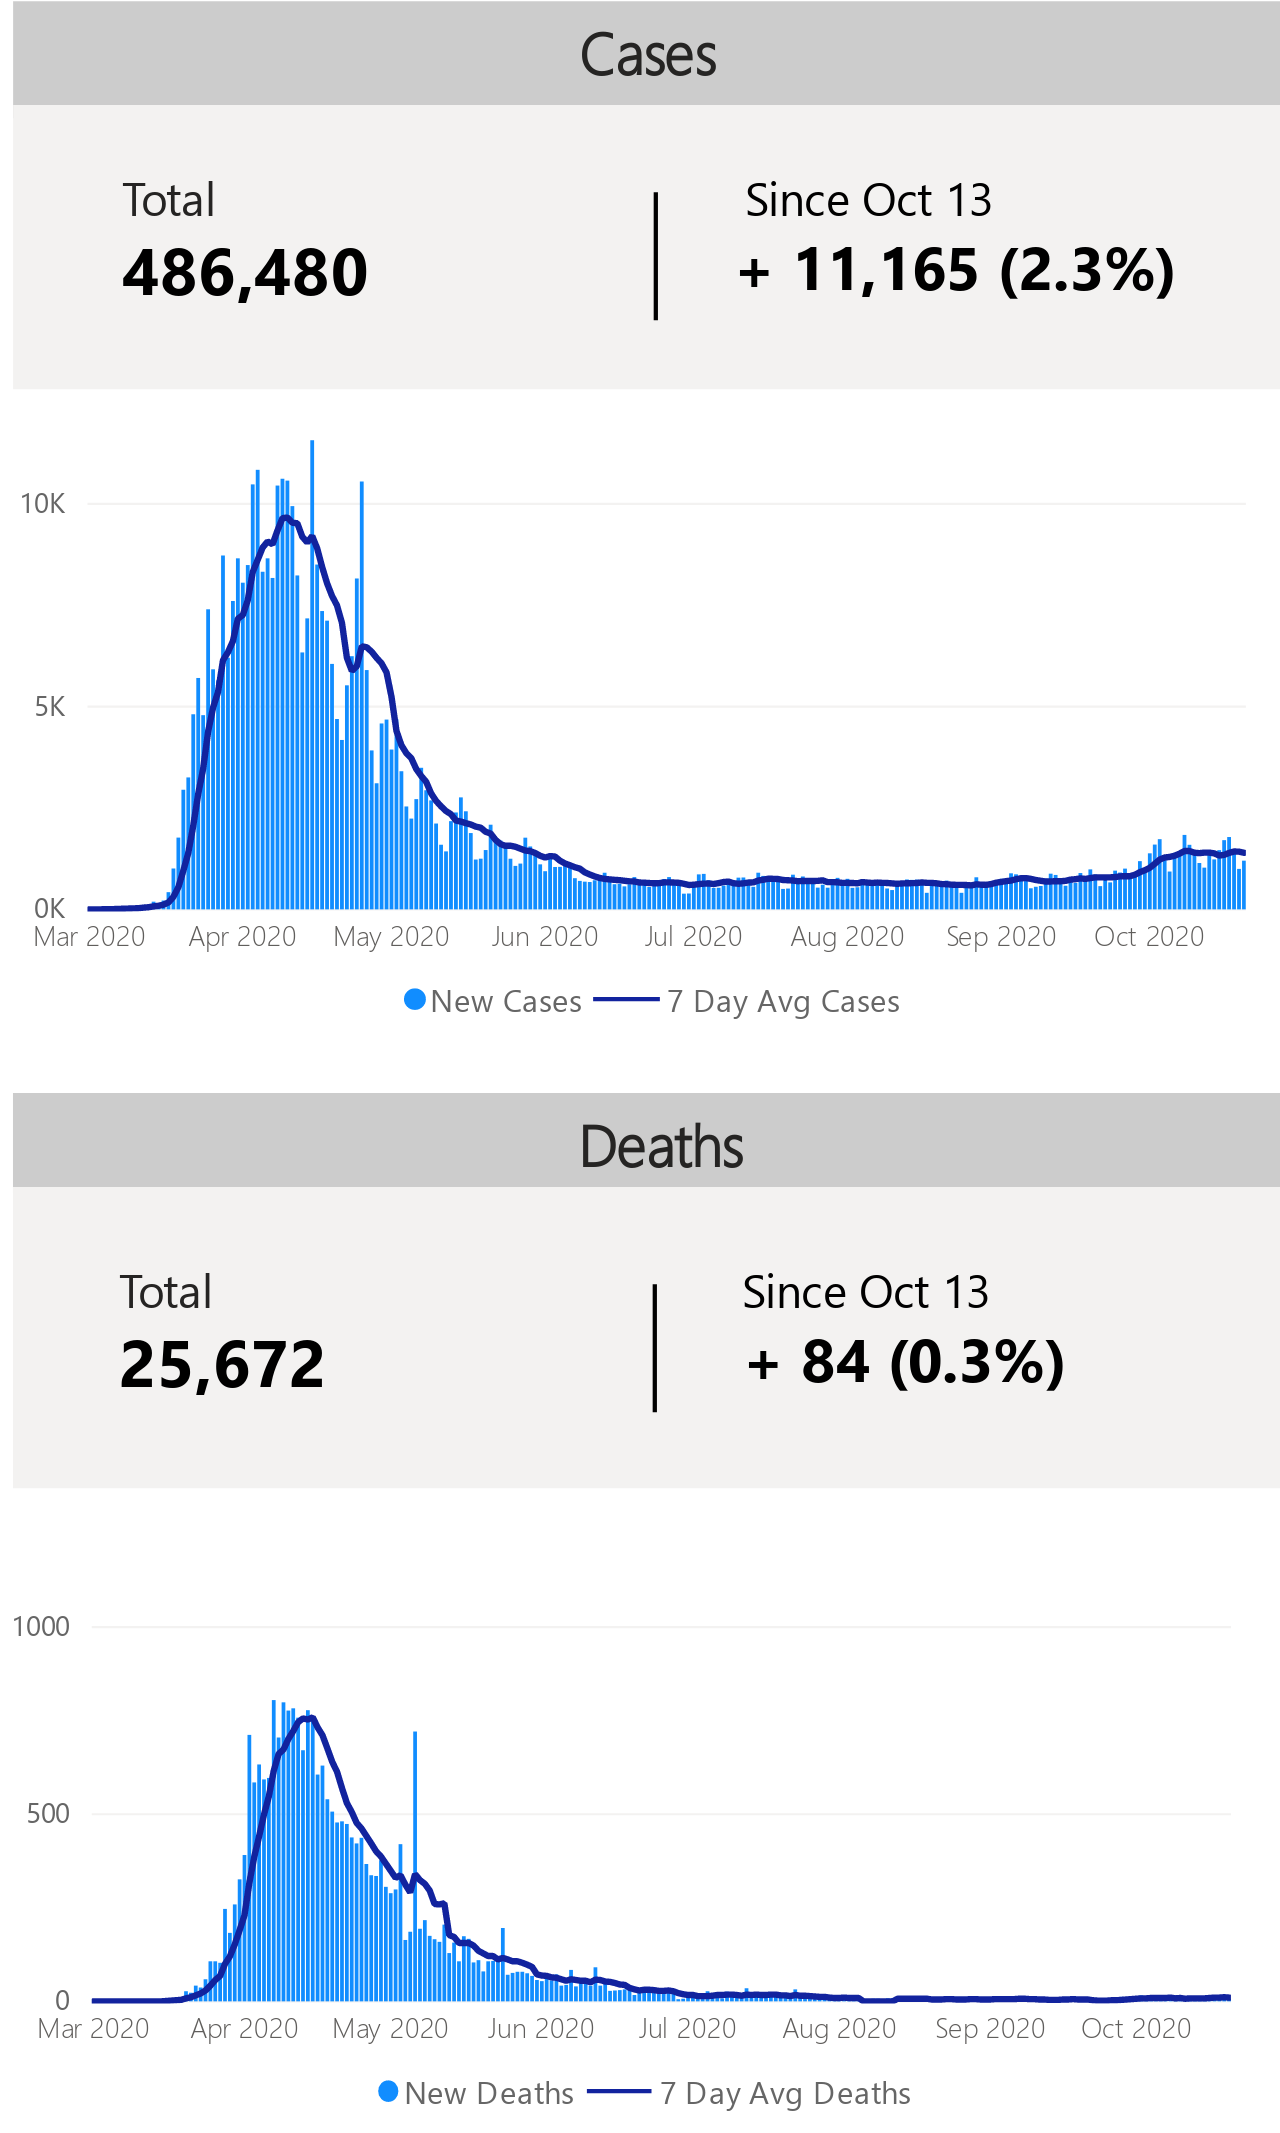 Cases
Total
Since Oct 13
486,480
+ 11,165 (2.3%)
10K
5K
0K
Mar 2020 Apr 2020 May 2020 Jun 2020 Jul 2020 Aug 2020 Sep 2020 Oct 2020
New Cases 7 Day Avg Cases
Deaths
Total
Since Oct 13
25,672
+ 84 (0.3%)
1000
500
0
Mar 2020 Apr 2020 May 2020 Jun 2020 Jul 2020 Aug 2020 Sep 2020 Oct 2020
New Deaths 7 Day Avg Deaths